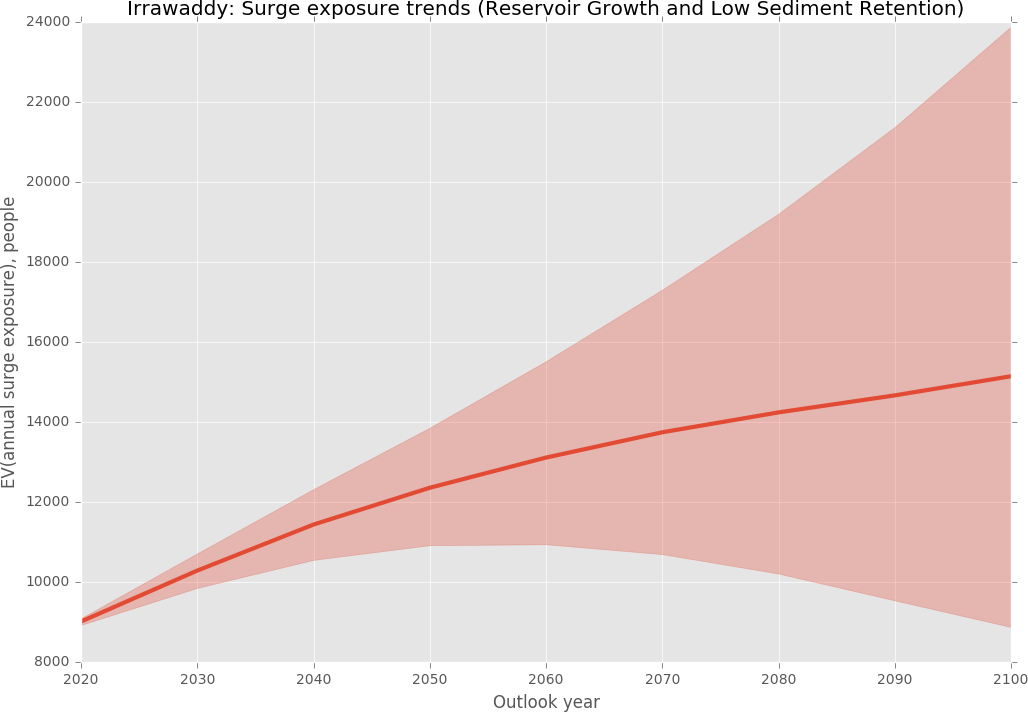 Irrawaddy: Surge exposure trends (Reservoir Growth and Low Sediment Retention)
EV(annual surge exposure), people
24000
22000
20000
18000
16000
14000
12000
10000
8000
2020 2030 2040 2050 2060 2070 2080 2090 2100
Outlook year